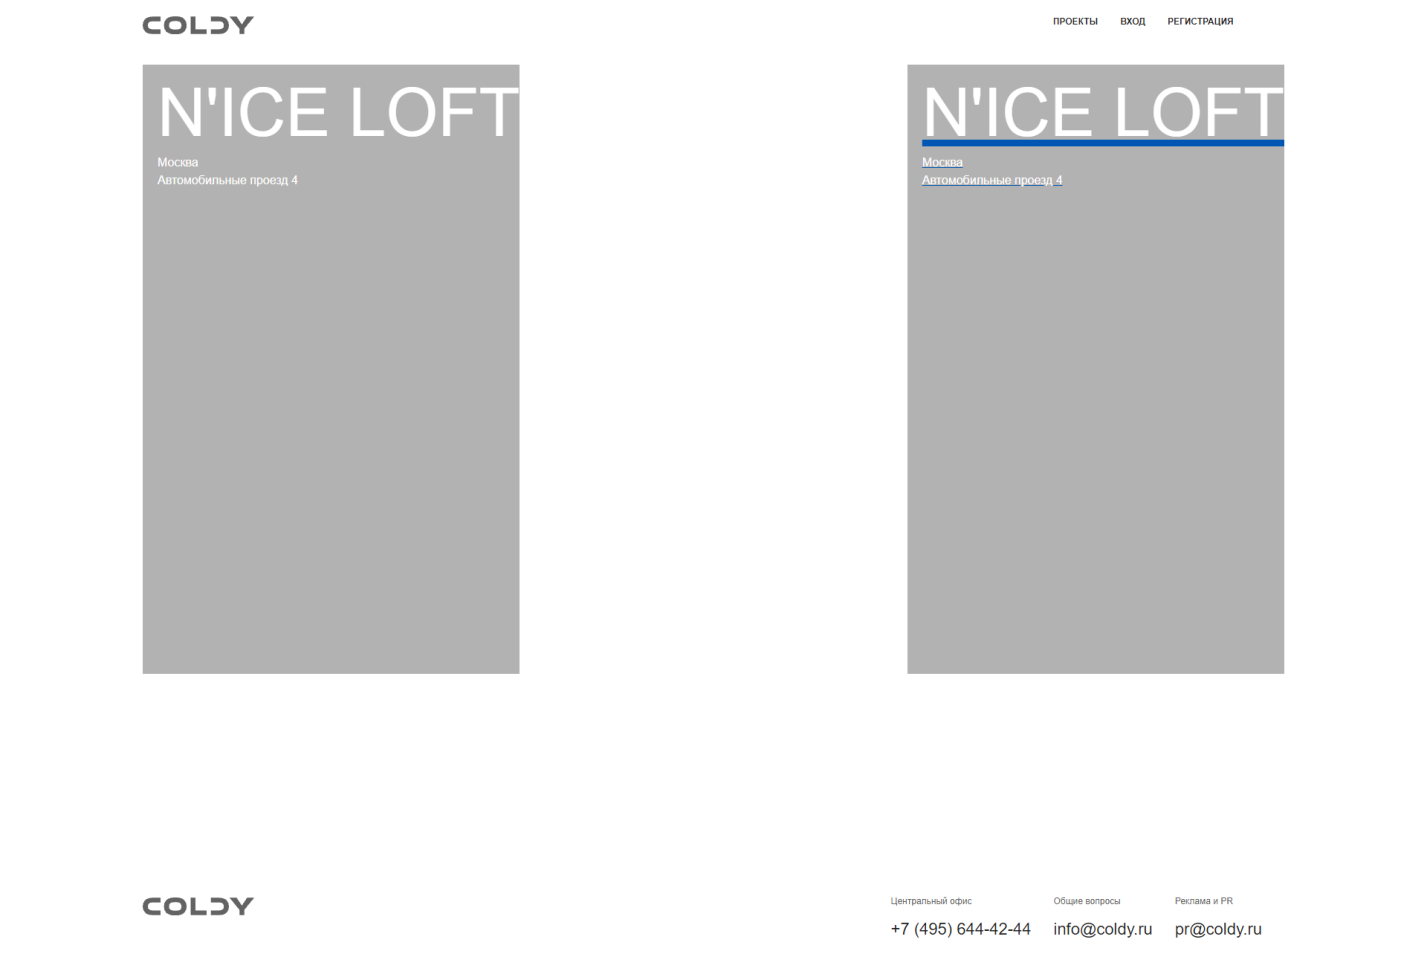 COLDY
ПРОЕКТЫ ВХОД РЕГИСТРАЦИЯ
N'ICE LOFT
Москва
Автомобильные проезд 4
N'ICE LOFT
Москва
Автомобильные проезд 4
COLDY
Центральный офис
+7 (495) 644-42-44
Общие вопросы
info@coldy.ru
Реклама и PR
pr@coldy.ru